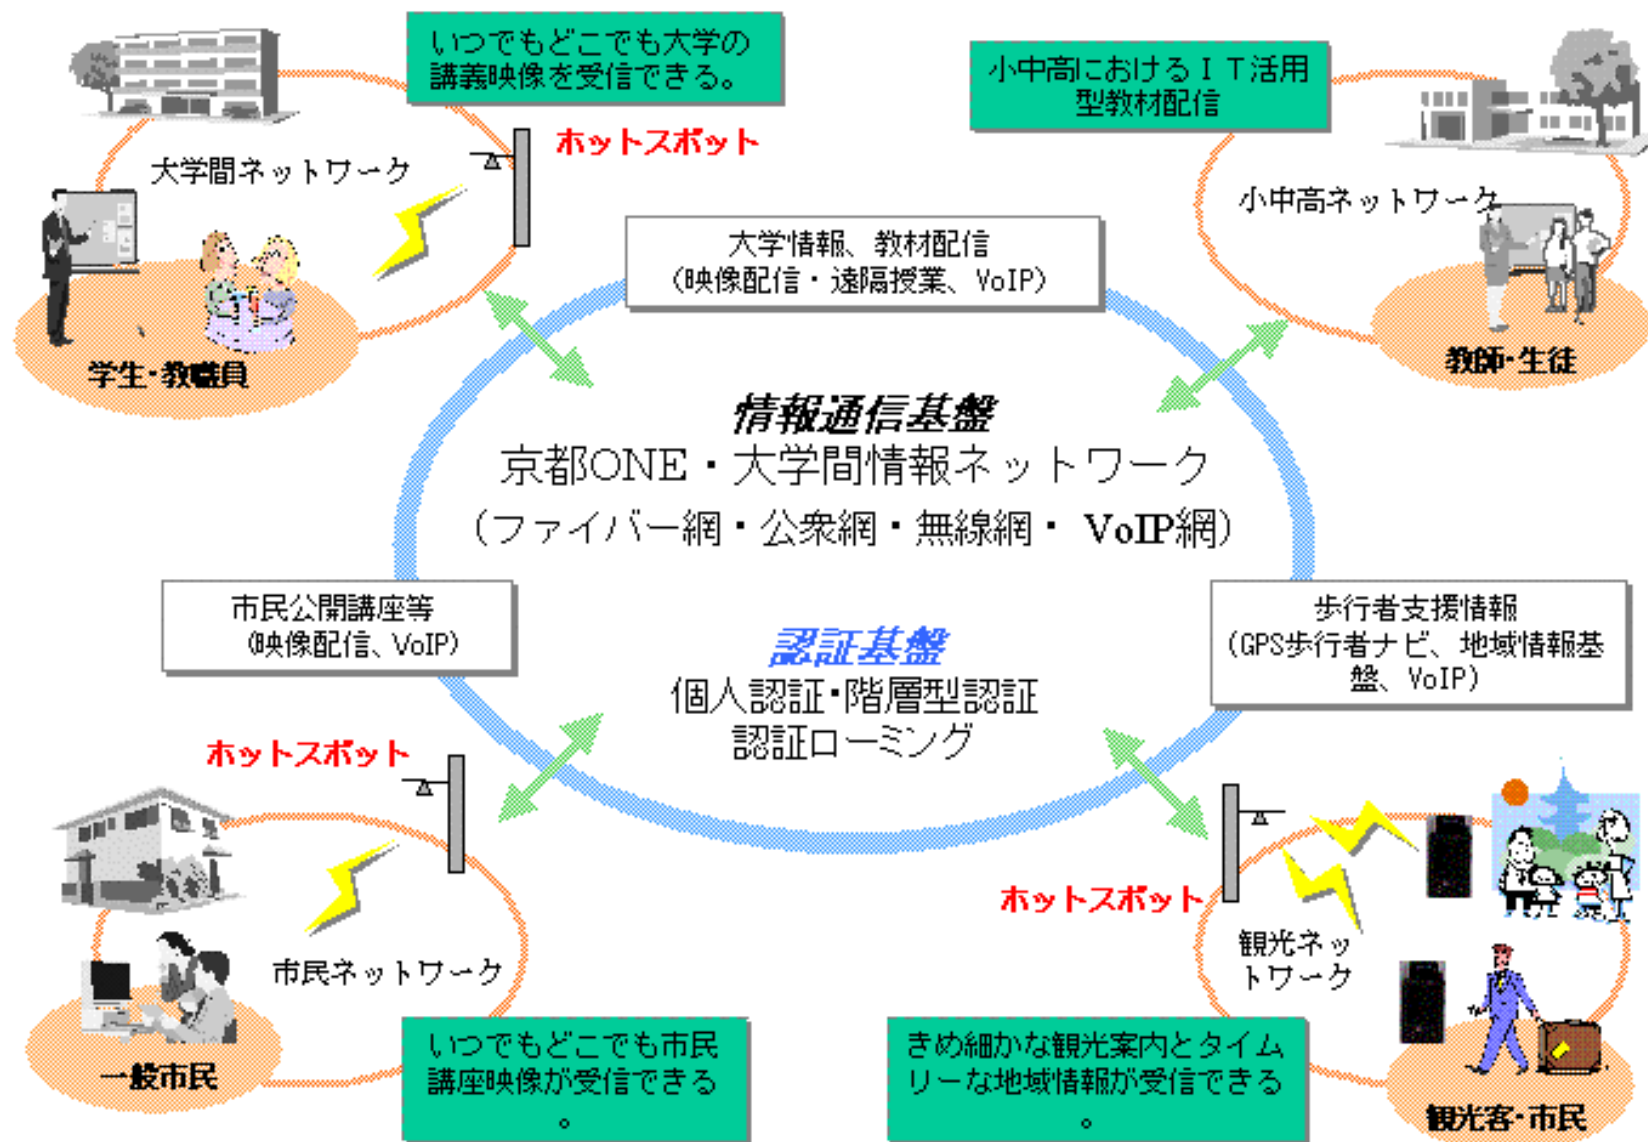 いつでもどこでも大学の
講義映像を受信できる。
小中高におけるＩＴ活用
型教材配信
ホットスポット
大学間ネットワーク
小中高ネットワーク
大学情報、教材配信
(映像配信・遠隔授業、VoIP)
学生・教職員
教師・生徒
情報通信基盤
京都ONE・大学間情報ネットワーク
（ファイバー網・公衆網・無線網・ VoIP網）
市民公開講座等
(映像配信、VoIP)
歩行者支援情報
(GPS歩行者ナビ、地域情報基
盤、VoIP)
認証基盤
個人認証・階層型認証
認証ローミング
ホットスポット
ホットスポット
市民ネットワーク
観光ネッ
トワーク
一般市民
いつでもどこでも市民
講座映像が受信できる
。
きめ細かな観光案内とタイム
リーな地域情報が受信できる
。
観光客・市民